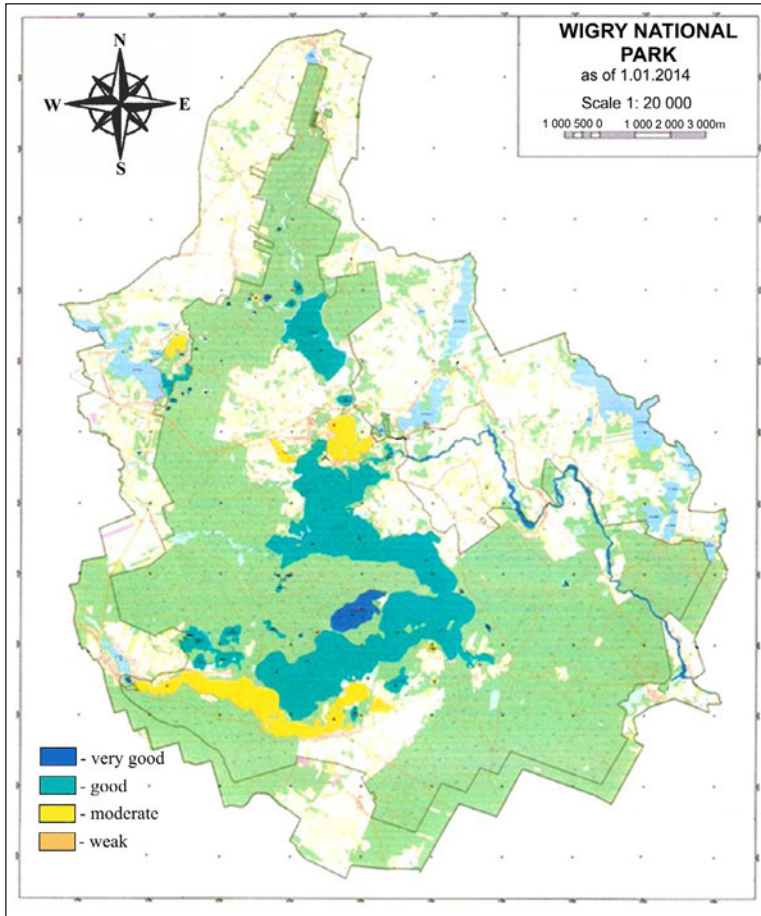 N
W E
S
WIGRY NATIONAL
PARK
as of 1.01.2014
Scale 1: 20 000
1 000 500 0 1 000 2 000 3 000m
- very good
- good
- moderate
- weak